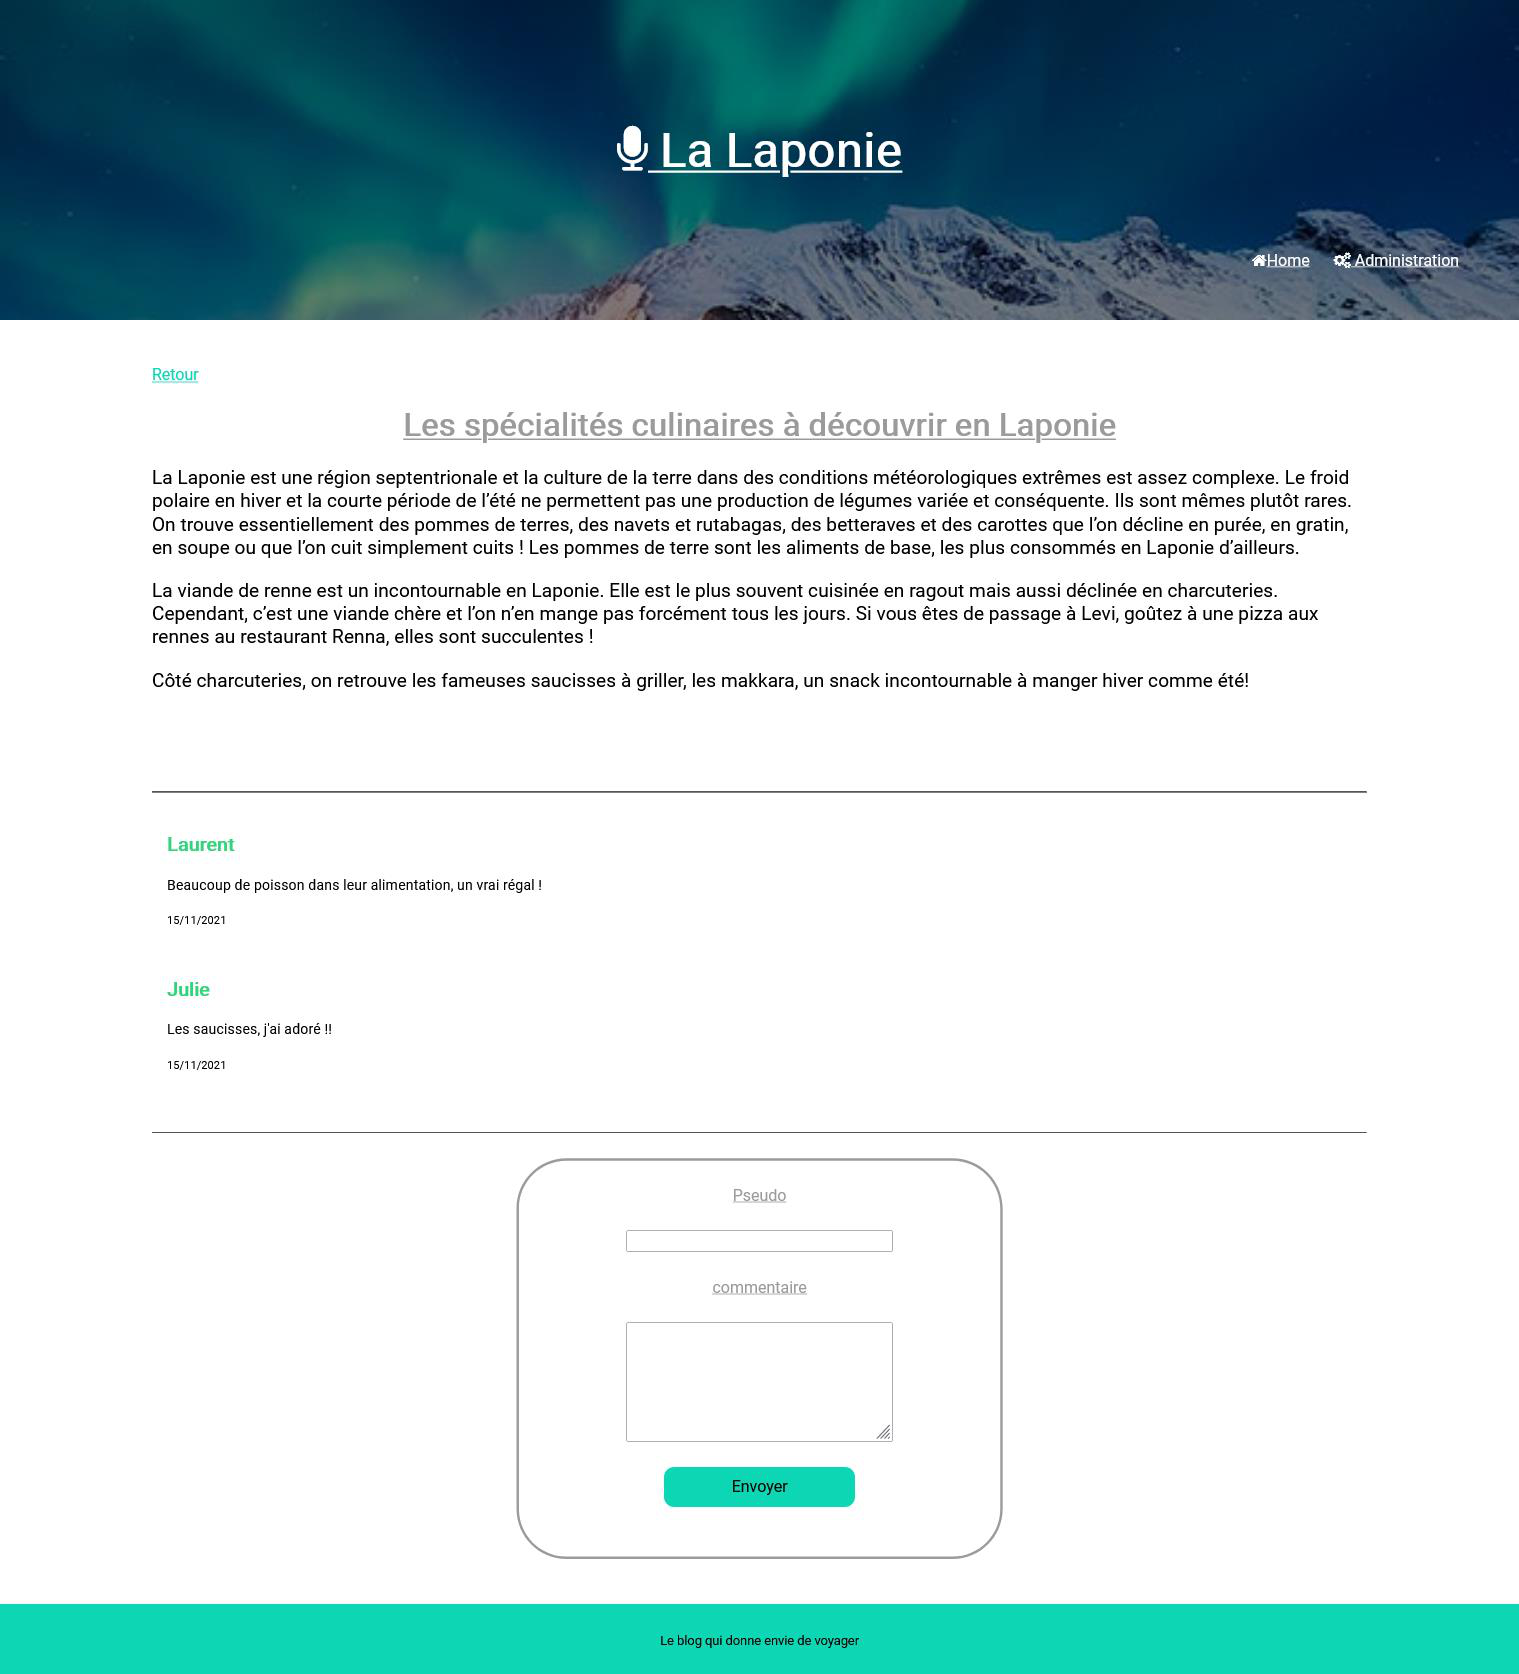 La Laponie
Home
Administration
Retour
Les spécialités culinaires à découvrir en Laponie
La Laponie est une région septentrionale et la culture de la terre dans des conditions météorologiques extrêmes est assez complexe. Le froid
polaire en hiver et la courte période de l’été ne permettent pas une production de légumes variée et conséquente. Ils sont mêmes plutôt rares.
On trouve essentiellement des pommes de terres, des navets et rutabagas, des betteraves et des carottes que l’on décline en purée, en gratin,
en soupe ou que l’on cuit simplement cuits ! Les pommes de terre sont les aliments de base, les plus consommés en Laponie d’ailleurs.
La viande de renne est un incontournable en Laponie. Elle est le plus souvent cuisinée en ragout mais aussi déclinée en charcuteries.
Cependant, c’est une viande chère et l’on n’en mange pas forcément tous les jours. Si vous êtes de passage à Levi, goûtez à une pizza aux
rennes au restaurant Renna, elles sont succulentes !
Côté charcuteries, on retrouve les fameuses saucisses à griller, les makkara, un snack incontournable à manger hiver comme été!
Laurent
Beaucoup de poisson dans leur alimentation, un vrai régal !
15/11/2021
Julie
Les saucisses, j'ai adoré !!
15/11/2021
Pseudo
commentaire
Envoyer
Le blog qui donne envie de voyager